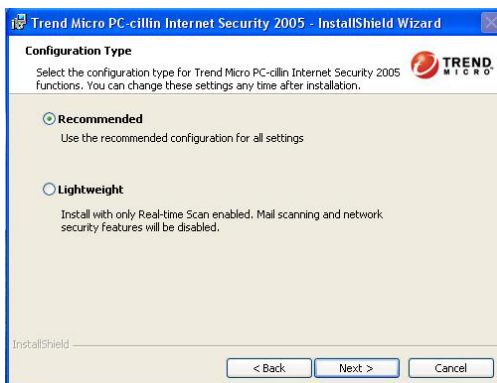 Trend Micro PC-cillin Internet Security 2005 - InstallShield Wizard
Configuration Type
Select the configuration type for Trend Micro PC-cillin Internet Security 2005
functions. You can change these settings any time after installation.
TREND
MICRO
Recommended
Use the recommended configuration for all settings
Lightweight
Install with only Real-time Scan enabled. Mail scanning and network
security features will be disabled.
InstallShield
< Back
Next >
Cancel